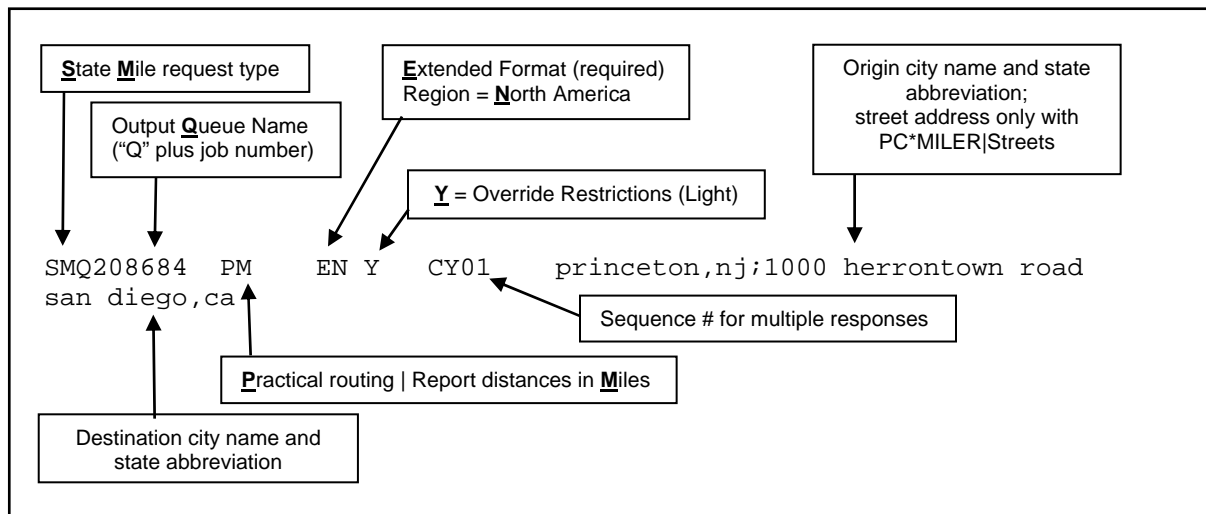 State Mile request type
Output Queue Name
("Q" plus job number)
Extended Format (required)
Region = North America
Y = Override Restrictions (Light)
Origin city name and state
abbreviation;
street address only with
PC*MILER|Streets
SMQ208684 PM EN Y CY01 princeton,nj;1000 herrontown road
san diego,ca
Sequence # for multiple responses
Practical routing | Report distances in Miles
Destination city name and
state abbreviation